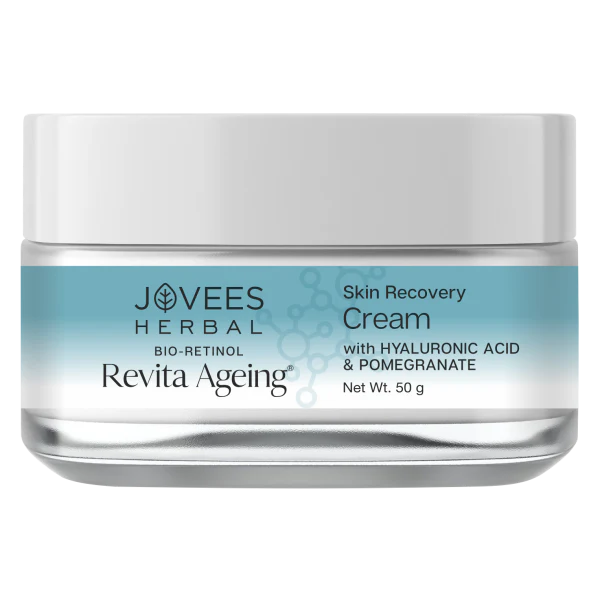 JOVEES
HERBAL
BIO-RETINOL
Revita Ageing®
Skin Recovery
Cream
with HYALURONIC ACID
& POMEGRANATE
Net Wt. 50 g